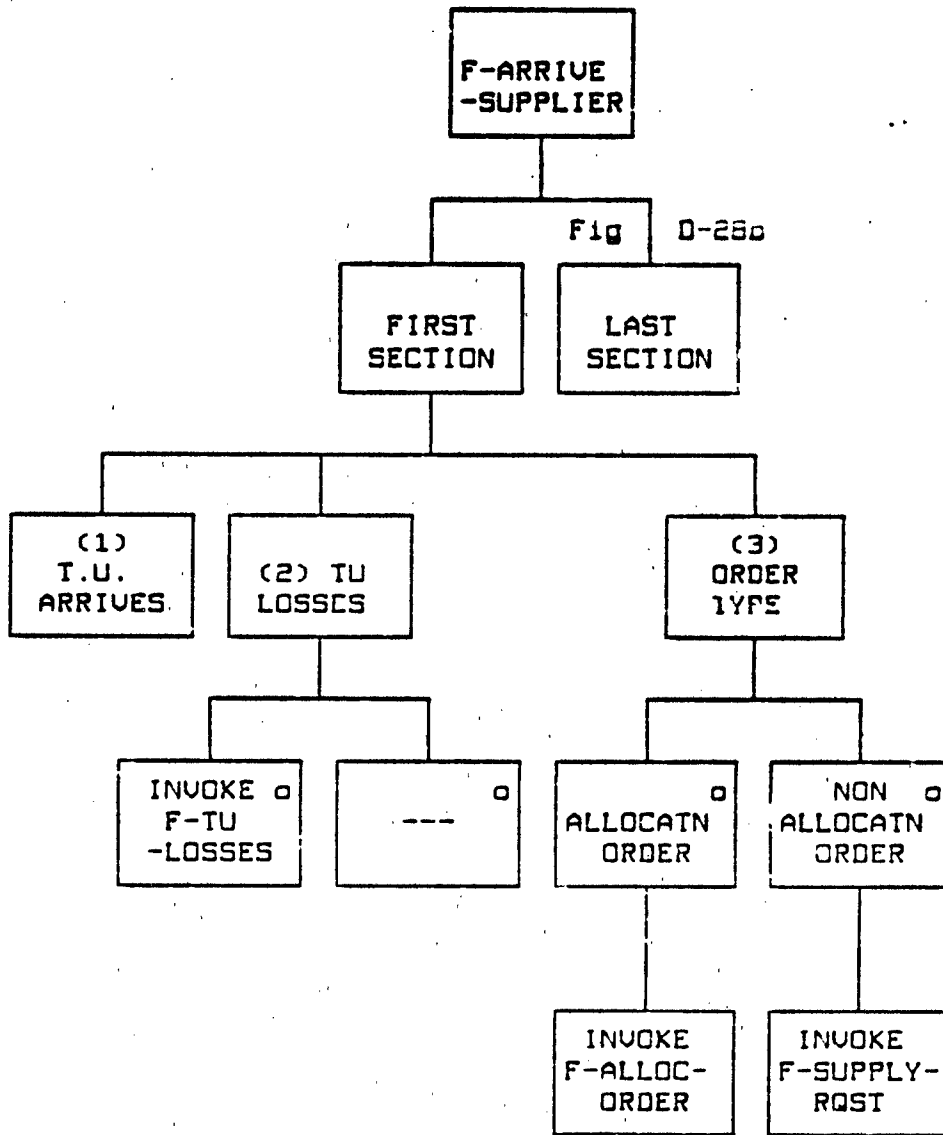 F-ARRIVE
-SUPPLIER
Fig D-28b
FIRST
SECTION
LAST
SECTION
(1)
T.U.
ARRIVES
(2) TU
LOSSES
(3)
ORDER
TYPE
INVOKE o
F-TU
-LOSSES
o
---
o
ALLOCATN
ORDER
NON o
ALLOCATN
ORDER
INVOKE
F-ALLOC-
ORDER
INVOKE
F-SUPPLY-
RQST